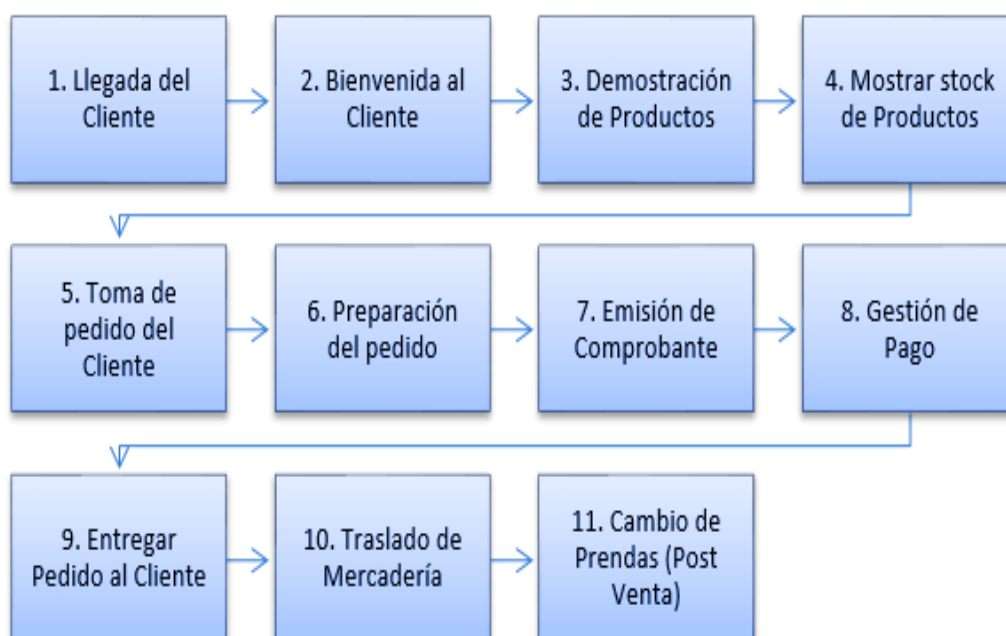 1. Llegada del
Cliente
2. Bienvenida al
Cliente
3. Demostración
de Productos
4. Mostrar stock
de Productos
5. Toma de
pedido del
Cliente
6. Preparación
del pedido
7. Emisión de
Comprobante
8. Gestión de
Pago
9. Entregar
Pedido al Cliente
10. Traslado de
Mercadería
11. Cambio de
Prendas (Post
Venta)